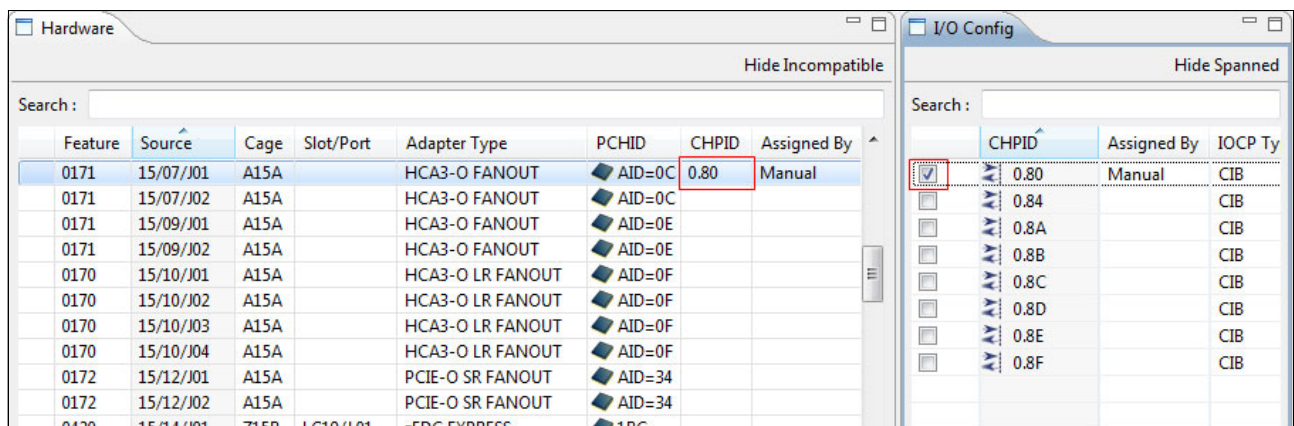 Hardware
Hide Incompatible
Search :
Feature Source Cage Slot/Port Adapter Type PCHID CHPID Assigned By
0171 15/07/J01 A15A HCA3-O FANOUT AID=0C 0.80 Manual
0171 15/07/J02 A15A HCA3-O FANOUT AID=0C
0171 15/09/J01 A15A HCA3-O FANOUT AID=0E
0171 15/09/J02 A15A HCA3-O FANOUT AID=0E
0170 15/10/J01 A15A HCA3-O LR FANOUT AID=0F
0170 15/10/J02 A15A HCA3-O LR FANOUT AID=0F
0170 15/10/J03 A15A HCA3-O LR FANOUT AID=0F
0170 15/10/J04 A15A HCA3-O LR FANOUT AID=0F
0172 15/12/J01 A15A PCIE-O SR FANOUT AID=34
0172 15/12/J02 A15A PCIE-O SR FANOUT AID=34
I/O Config
Hide Spanned
Search :
CHPID Assigned By IOCP Ty
0.80 Manual CIB
0.84 CIB
0.8A CIB
0.8B CIB
0.8C CIB
0.8D CIB
0.8E CIB
0.8F CIB